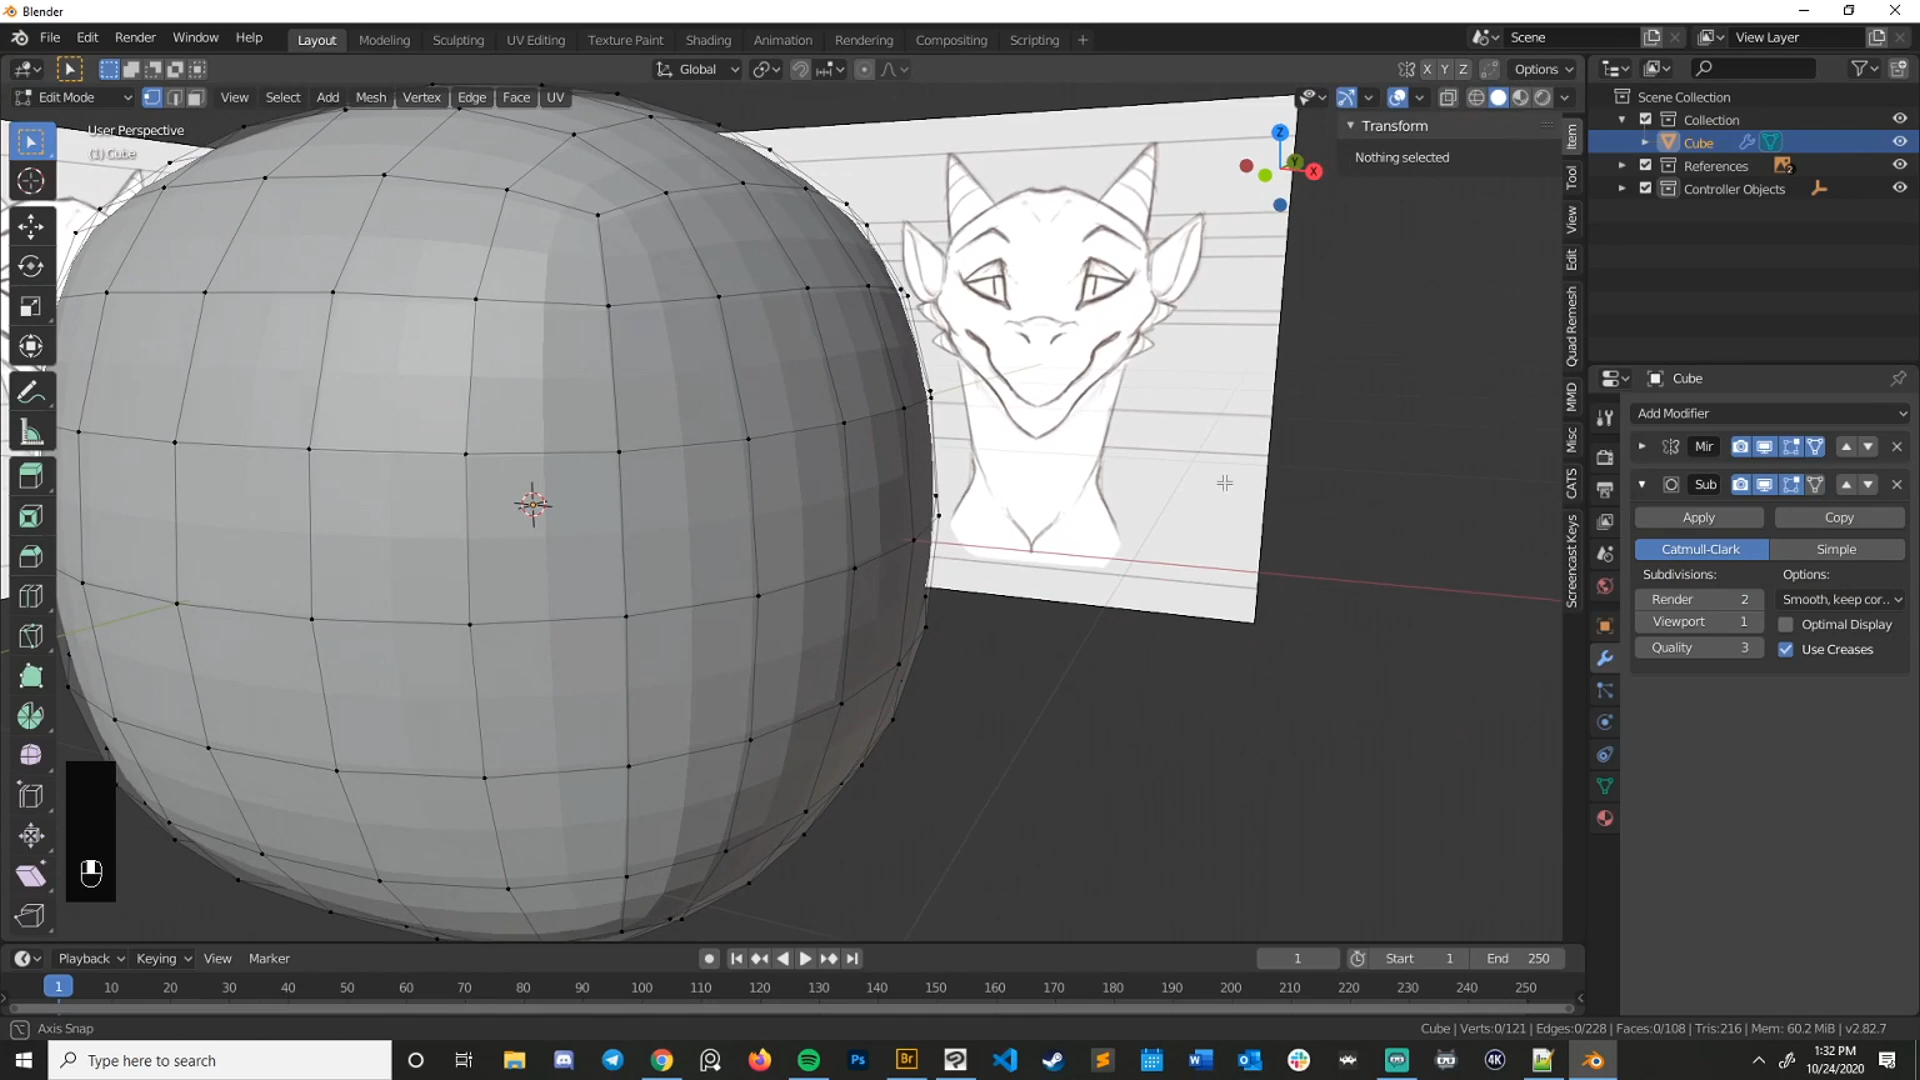 Blender
File Edit Render Window Help
Layout Modeling Sculpting UV Editing Texture Paint Shading Animation Rendering Compositing Scripting +
Scene
View Layer
Global
X Y Z
Options
Edit Mode
View Select Add Mesh Vertex Edge Face UV
User Perspective
(1) Cube
Transform
Nothing selected
Z
Y
X
Item
Tool
View
Edit
Quad Remesh
MMD
Misc
CATS
Screencast Keys
Scene Collection
Collection
Cube
References
2
Controller Objects
Cube
Add Modifier
Mir
Sub
Apply
Copy
Catmull-Clark
Simple
Subdivisions:
Options:
Render 2
Smooth, keep cor..
Viewport 1
Optimal Display
Quality 3
Use Creases
Playback Keying View Marker
1
Start 1
End 250
1 10 20 30 40 50 60 70 80 90 100 110 120 130 140 150 160 170 180 190 200 210 220 230 240 250
Axis Snap
Cube | Verts:0/121 | Edges:0/228 | Faces:0/108 | Tris:216 | Mem: 60.2 MiB | v2.82.7
Type here to search
Ps
Br
4K
1:32 PM
10/24/2020